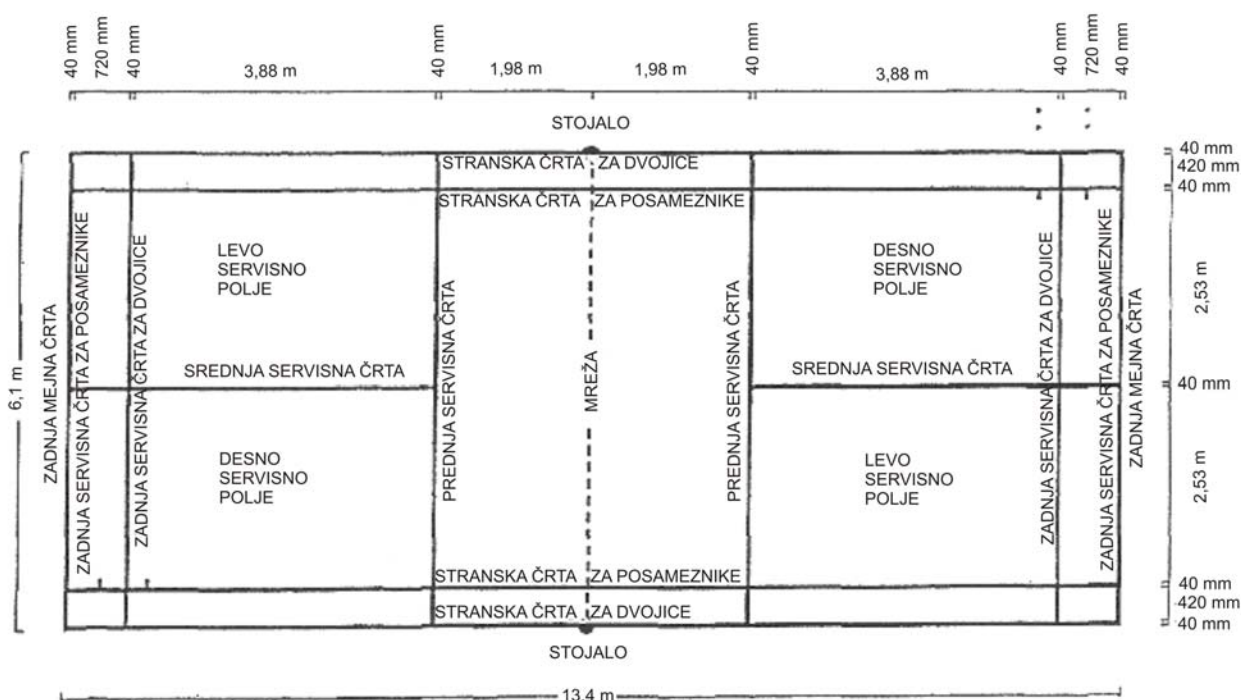 40 mm
720 mm
40 mm
3,88 m
40 mm
1,98 m
1,98 m
40 mm
3,88 m
40 mm
720 mm
40 mm
STOJALO
STRANSKA ČRTA ZA DVOJICE
STRANSKA ČRTA ZA POSAMEZNIKE
40 mm
420 mm
40 mm
6,1 m
ZADNJA MEJNA ČRTA
ZADNJA SERVISNA ČRTA ZA POSAMEZNIKE
ZADNJA SERVISNA ČRTA ZA DVOJICE
LEVO
SERVISNO
POLJE
SREDNJA SERVISNA ČRTA
DESNO
SERVISNO
POLJE
PREDNJA SERVISNA ČRTA
MREŽA
PREDNJA SERVISNA ČRTA
DESNO
SERVISNO
POLJE
SREDNJA SERVISNA ČRTA
LEVO
SERVISNO
POLJE
ZADNJA SERVISNA ČRTA ZA DVOJICE
ZADNJA SERVISNA ČRTA ZA POSAMEZNIKE
ZADNJA MEJNA ČRTA
2,53 m
40 mm
2,53 m
STRANSKA ČRTA ZA POSAMEZNIKE
STRANSKA ČRTA ZA DVOJICE
40 mm
420 mm
40 mm
STOJALO
13,4 m